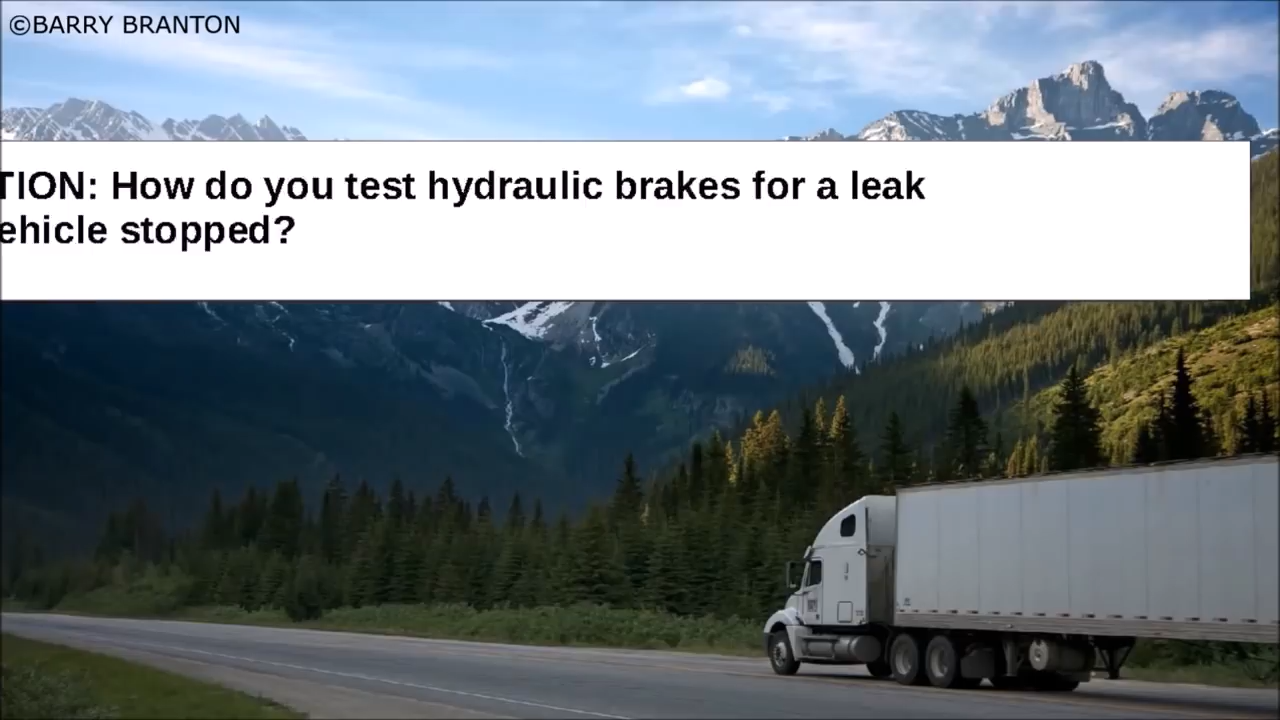 ©BARRY BRANTON
TION: How do you test hydraulic brakes for a leak
ehicle stopped?